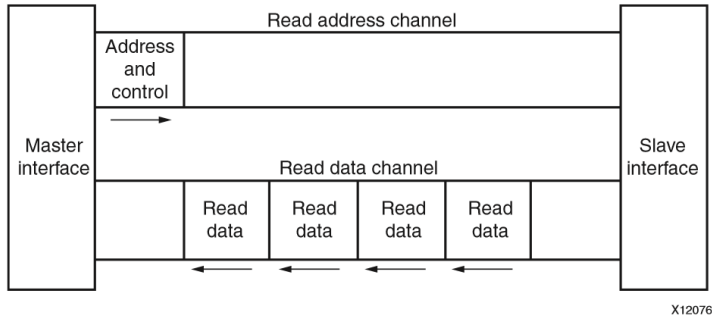 Read address channel
Address
and
control
Master
interface
Slave
interface
Read data channel
Read
data
Read
data
Read
data
Read
data
X12076